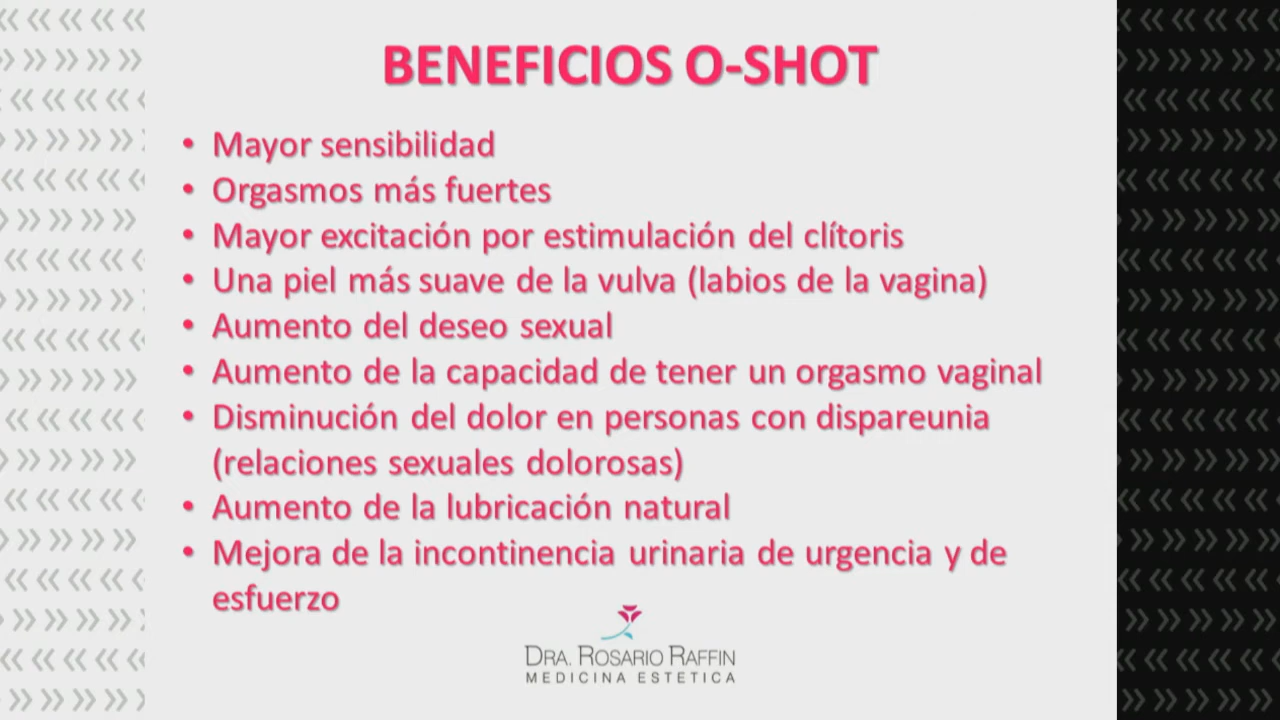 BENEFICIOS O-SHOT
• Mayor sensibilidad
• Orgasmos más fuertes
• Mayor excitación por estimulación del clítoris
• Una piel más suave de la vulva (labios de la vagina)
• Aumento del deseo sexual
• Aumento de la capacidad de tener un orgasmo vaginal
• Disminución del dolor en personas con dispareunia
(relaciones sexuales dolorosas)
• Aumento de la lubricación natural
• Mejora de la incontinencia urinaria de urgencia y de
esfuerzo
DRA. ROSARIO RAFFIN
MEDICINA ESTETICA